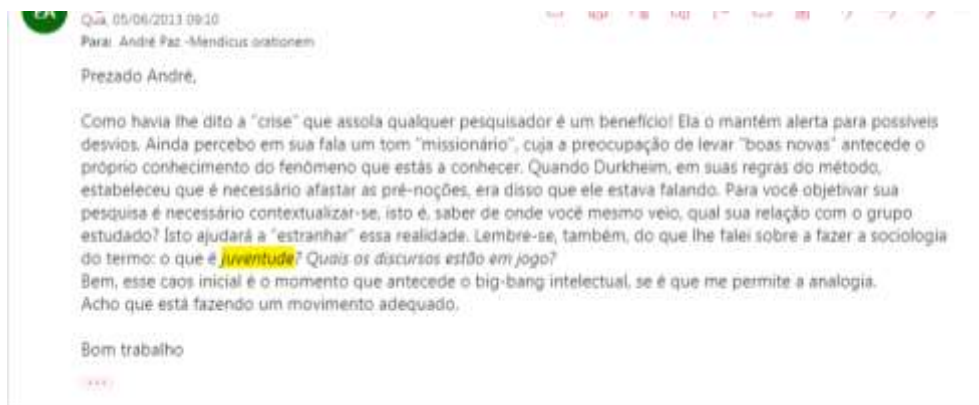 Qua, 05/06/2013 09:10
Para: André Paz -Mendicus orationem
Prezado André,
Como havia lhe dito a "crise" que assola qualquer pesquisador é um benefício! Ela o mantém alerta para possíveis
desvios. Ainda percebo em sua fala um tom "missionário", cuja a preocupação de levar "boas novas" antecede o
próprio conhecimento do fenômeno que estás a conhecer. Quando Durkheim, em suas regras do método,
estabeleceu que é necessário afastar as pré-noções, era disso que ele estava falando. Para você objetivar sua
pesquisa é necessário contextualizar-se, isto é, saber de onde você mesmo veio, qual sua relação com o grupo
estudado? Isto ajudará a "estranhar" essa realidade. Lembre-se, também, do que lhe falei sobre a fazer a sociologia
do termo: o que é juventude? Quais os discursos estão em jogo?
Bem, esse caos inicial é o momento que antecede o big-bang intelectual, se é que me permite a analogia.
Acho que está fazendo um movimento adequado.
Bom trabalho
...